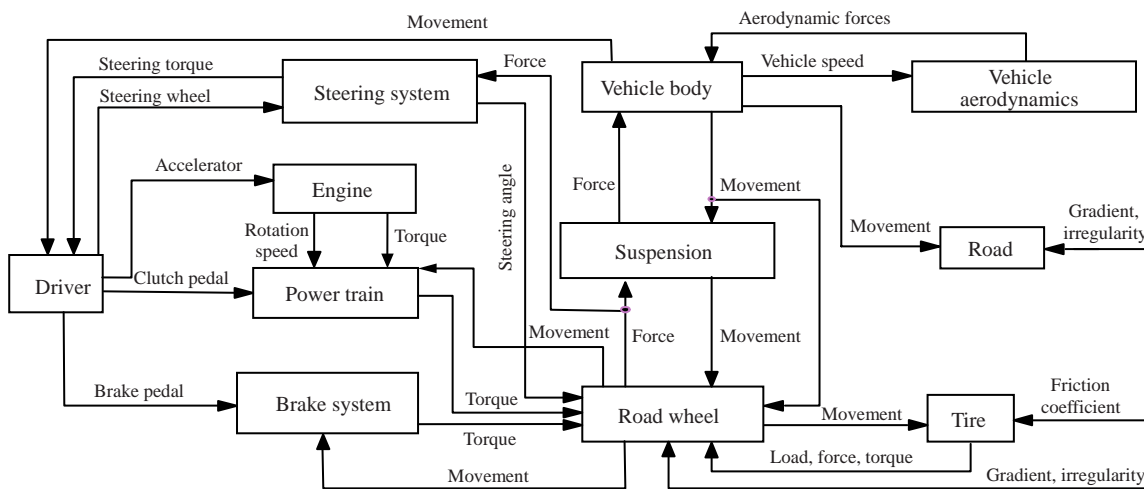 Movement
Aerodynamic forces
Steering torque
Force
Vehicle speed
Steering system
Vehicle body
Vehicle
aerodynamics
Steering wheel
Accelerator
Engine
Steering angle
Force
Movement
Rotation
speed
Torque
Movement
Gradient,
irregularity
Suspension
Road
Driver
Clutch pedal
Power train
Movement
Force
Movement
Brake pedal
Brake system
Torque
Torque
Road wheel
Movement
Tire
Friction
coefficient
Load, force, torque
Movement
Gradient, irregularity